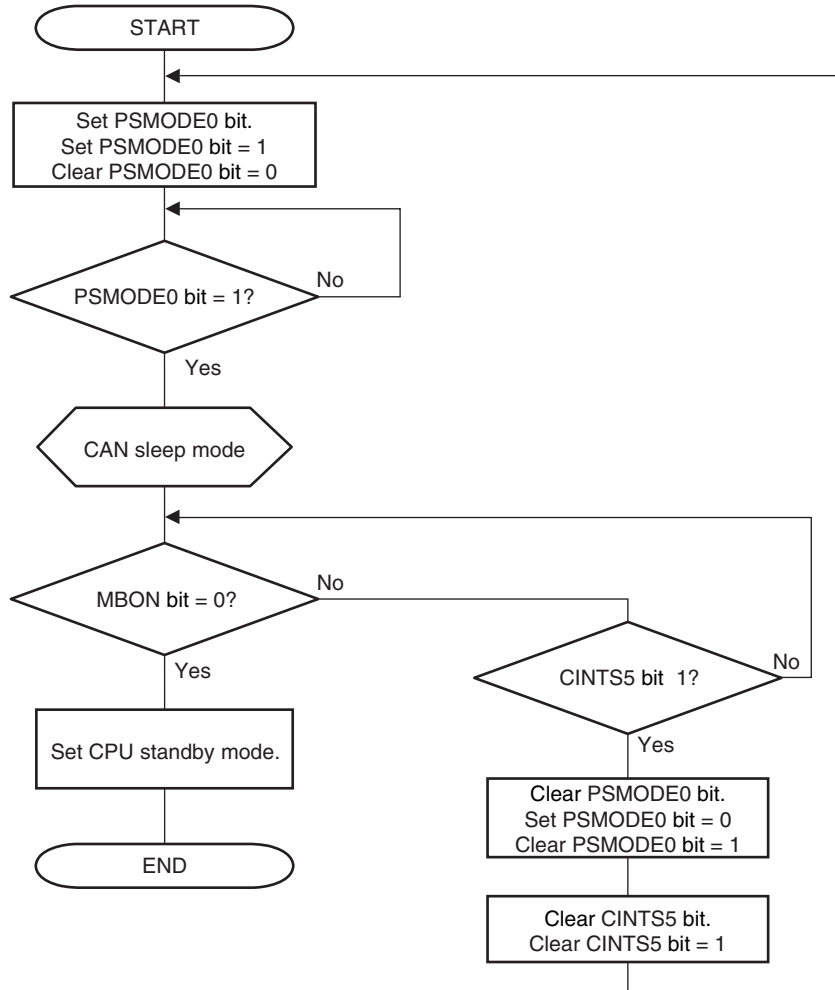 START
Set PSMODE0 bit.
Set PSMODE0 bit = 1
Clear PSMODE0 bit = 0
PSMODE0 bit = 1?
No
Yes
CAN sleep mode
MBON bit = 0?
No
Yes
CINTS5 bit 1?
No
Yes
Set CPU standby mode.
Clear PSMODE0 bit.
Set PSMODE0 bit = 0
Clear PSMODE0 bit = 1
END
Clear CINTS5 bit.
Clear CINTS5 bit = 1